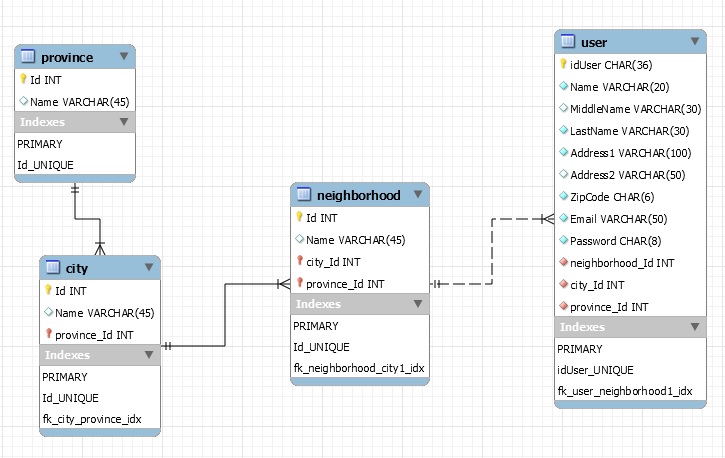 province
Id INT
Name VARCHAR(45)
Indexes
PRIMARY
Id_UNIQUE
city
Id INT
Name VARCHAR(45)
province_Id INT
Indexes
PRIMARY
Id_UNIQUE
fk_city_province_idx
neighborhood
Id INT
Name VARCHAR(45)
city_Id INT
province_Id INT
Indexes
PRIMARY
Id_UNIQUE
fk_neighborhood_city1_idx
user
idUser CHAR(36)
Name VARCHAR(20)
MiddleName VARCHAR(30)
LastName VARCHAR(30)
Address1 VARCHAR(100)
Address2 VARCHAR(50)
ZipCode CHAR(6)
Email VARCHAR(50)
Password CHAR(8)
neighborhood_Id INT
city_Id INT
province_Id INT
Indexes
PRIMARY
idUser_UNIQUE
fk_user_neighborhood1_idx